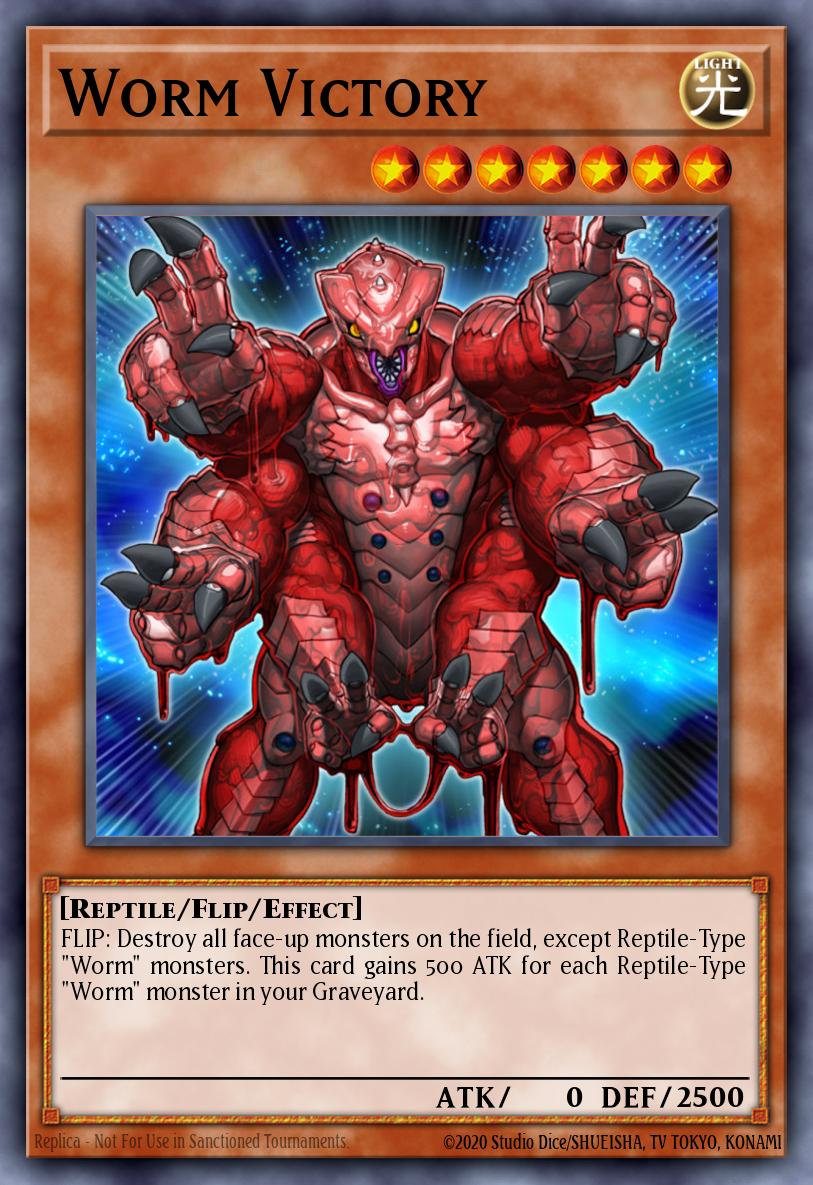 Worm Victory
LIGHT
光
[Reptile/Flip/Effect]
FLIP: Destroy all face-up monsters on the field, except Reptile-Type
"Worm" monsters. This card gains 500 ATK for each Reptile-Type
"Worm" monster in your Graveyard.
ATK/ 0 DEF/2500
Replica - Not For Use in Sanctioned Tournaments.
©2020 Studio Dice/SHUEISHA, TV TOKYO, KONAMI